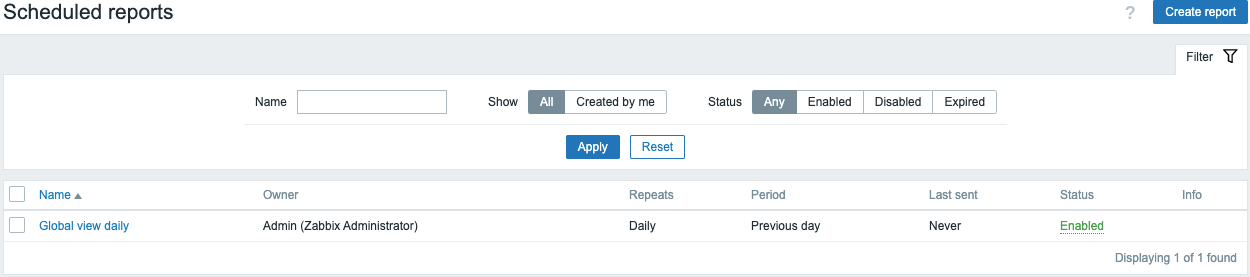 Scheduled reports ? Create report
Filter
Name Show All Created by me Status Any Enabled Disabled Expired
Apply Reset
Name Owner Repeats Period Last sent Status Info
Global view daily Admin (Zabbix Administrator) Daily Previous day Never Enabled
Displaying 1 of 1 found